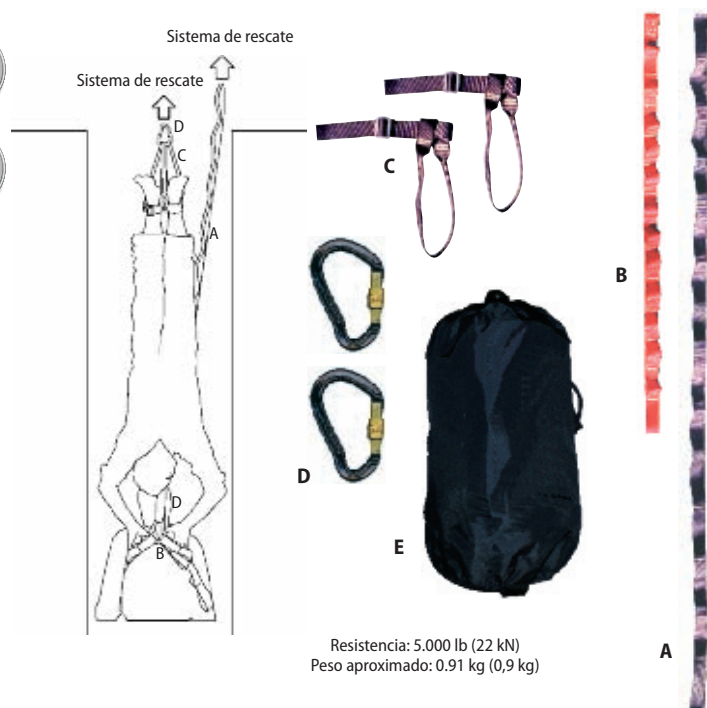 Sistema de rescate
Sistema de rescate
D
C
A
D
B
C
B
D
E
A
Resistencia: 5.000 lb (22 kN)
Peso aproximado: 0.91 kg (0,9 kg)